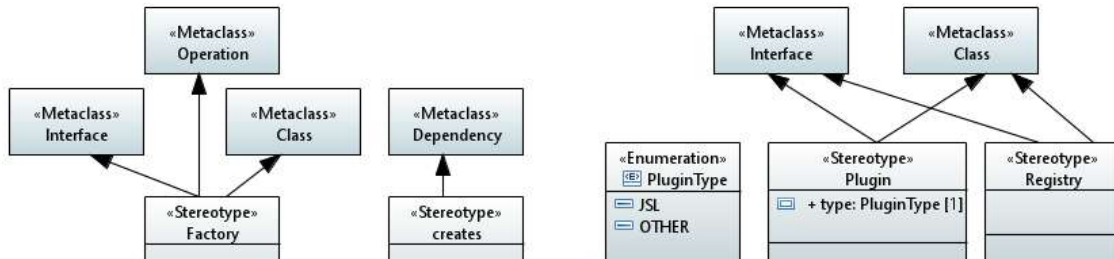 «Metaclass»
Operation
«Metaclass»
Interface
«Metaclass»
Class
«Metaclass»
Dependency
«Stereotype»
Factory
«Stereotype»
creates
«Metaclass»
Interface
«Metaclass»
Class
«Enumeration»
«E» PluginType
JSL
OTHER
«Stereotype»
Plugin
+ type: PluginType [1]
«Stereotype»
Registry